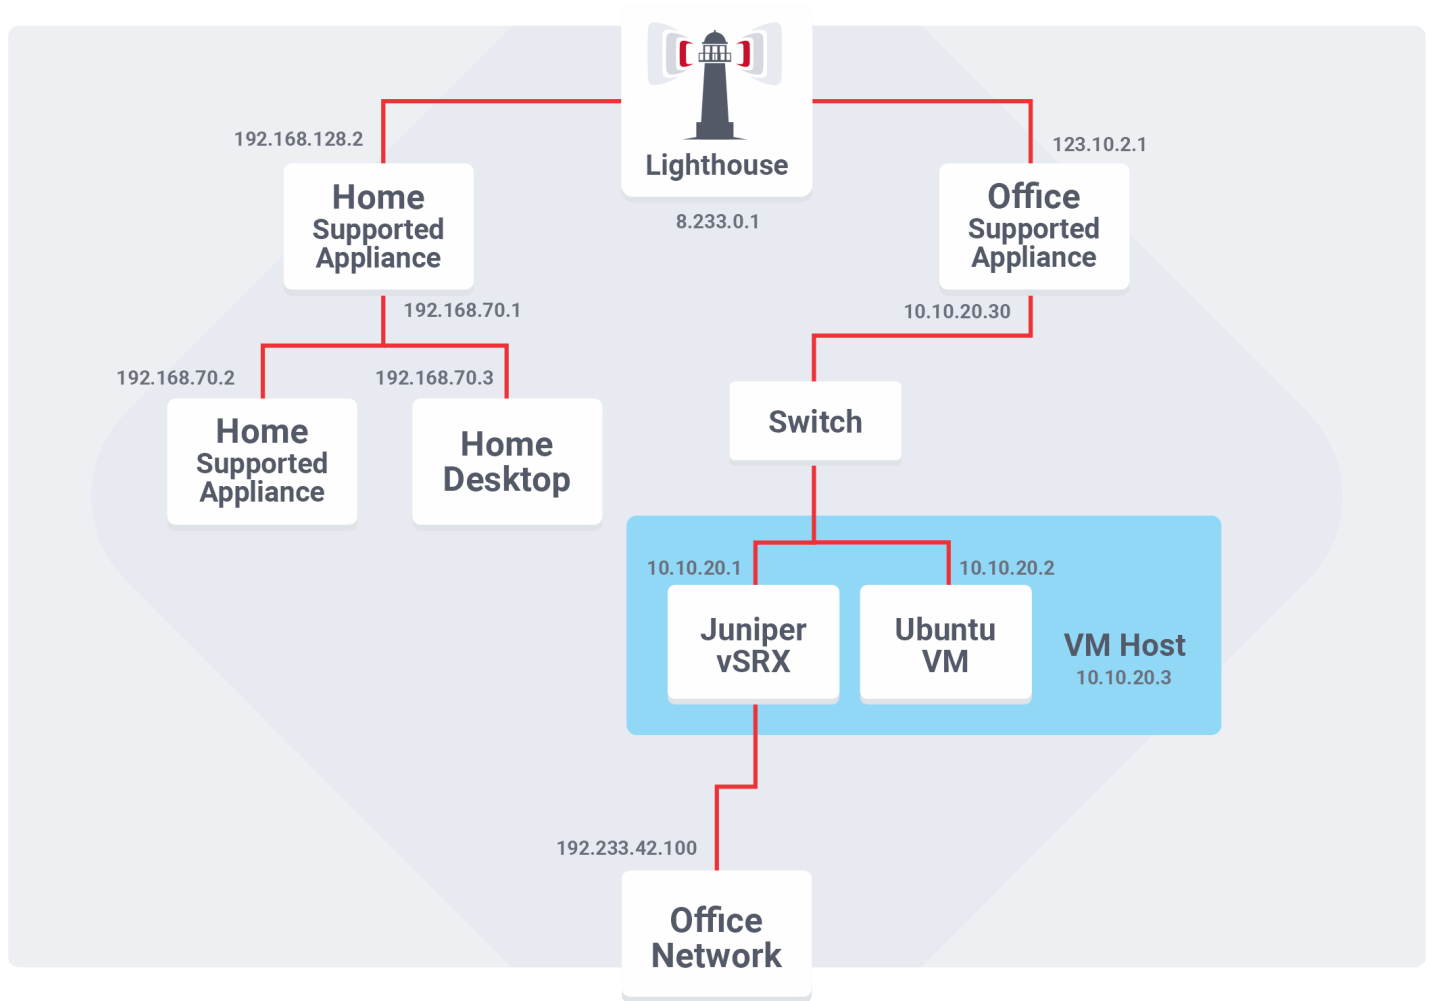 192.168.128.2
Lighthouse
8.233.0.1
123.10.2.1
Home
Supported
Appliance
Office
Supported
Appliance
192.168.70.1
10.10.20.30
192.168.70.2
192.168.70.3
Home
Supported
Appliance
Home
Desktop
Switch
10.10.20.1
10.10.20.2
Juniper
vSRX
Ubuntu
VM
VM Host
10.10.20.3
192.233.42.100
Office
Network